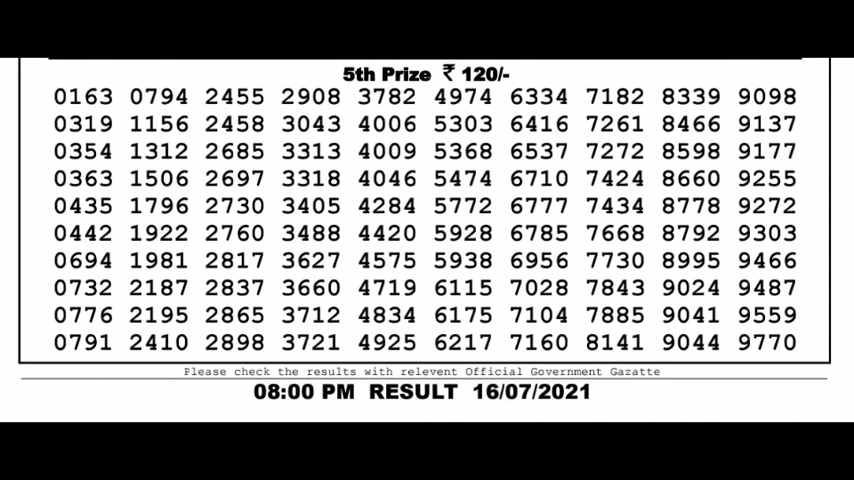 5th Prize ₹ 120/-
0163 0794 2455 2908 3782 4974 6334 7182 8339 9098
0319 1156 2458 3043 4006 5303 6416 7261 8466 9137
0354 1312 2685 3313 4009 5368 6537 7272 8598 9177
0363 1506 2697 3318 4046 5474 6710 7424 8660 9255
0435 1796 2730 3405 4284 5772 6777 7434 8778 9272
0442 1922 2760 3488 4420 5928 6785 7668 8792 9303
0694 1981 2817 3627 4575 5938 6956 7730 8995 9466
0732 2187 2837 3660 4719 6115 7028 7843 9024 9487
0776 2195 2865 3712 4834 6175 7104 7885 9041 9559
0791 2410 2898 3721 4925 6217 7160 8141 9044 9770
Please check the results with relevent Official Government Gazatte
08:00 PM RESULT 16/07/2021